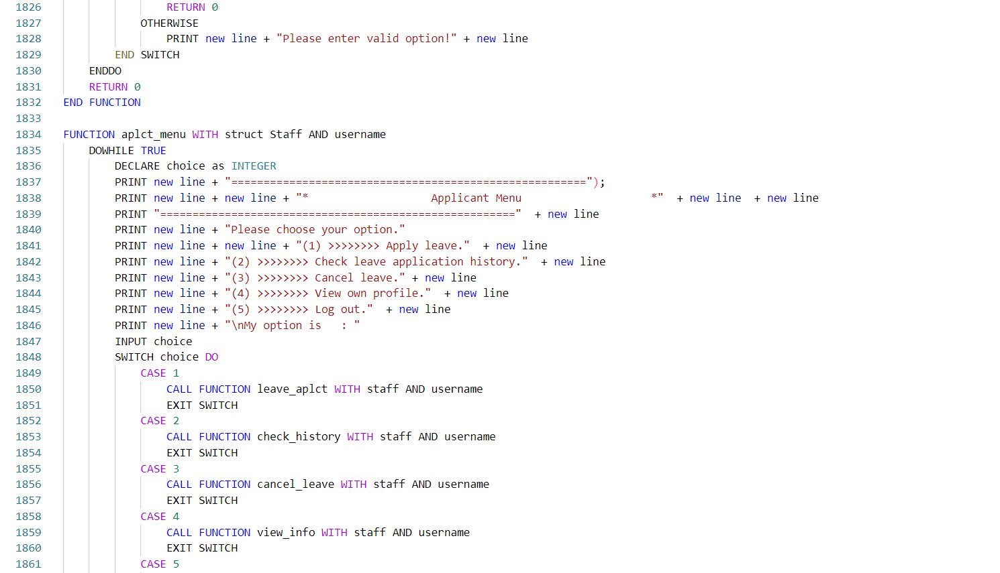 1826 RETURN 0
1827 OTHERWISE
1828 PRINT new line + "Please enter valid option!" + new line
1829 END SWITCH
1830 ENDDO
1831 RETURN 0
1832 END FUNCTION
1833
1834 FUNCTION aplct_menu WITH struct Staff AND username
1835 DOWHILE TRUE
1836 DECLARE choice as INTEGER
1837 PRINT new line + "=======================================================");
1838 PRINT new line + new line + "*                   Applicant Menu                    *"  + new line  + new line
1839 PRINT "======================================================="  + new line
1840 PRINT new line + "Please choose your option."
1841 PRINT new line + new line + "(1) >>>>>>>> Apply leave."  + new line
1842 PRINT new line + "(2) >>>>>>>> Check leave application history."  + new line
1843 PRINT new line + "(3) >>>>>>>> Cancel leave." + new line
1844 PRINT new line + "(4) >>>>>>>> View own profile."  + new line
1845 PRINT new line + "(5) >>>>>>>> Log out."  + new line
1846 PRINT new line + "\nMy option is   : "
1847 INPUT choice
1848 SWITCH choice DO
1849 CASE 1
1850 CALL FUNCTION leave_aplct WITH staff AND username
1851 EXIT SWITCH
1852 CASE 2
1853 CALL FUNCTION check_history WITH staff AND username
1854 EXIT SWITCH
1855 CASE 3
1856 CALL FUNCTION cancel_leave WITH staff AND username
1857 EXIT SWITCH
1858 CASE 4
1859 CALL FUNCTION view_info WITH staff AND username
1860 EXIT SWITCH
1861 CASE 5